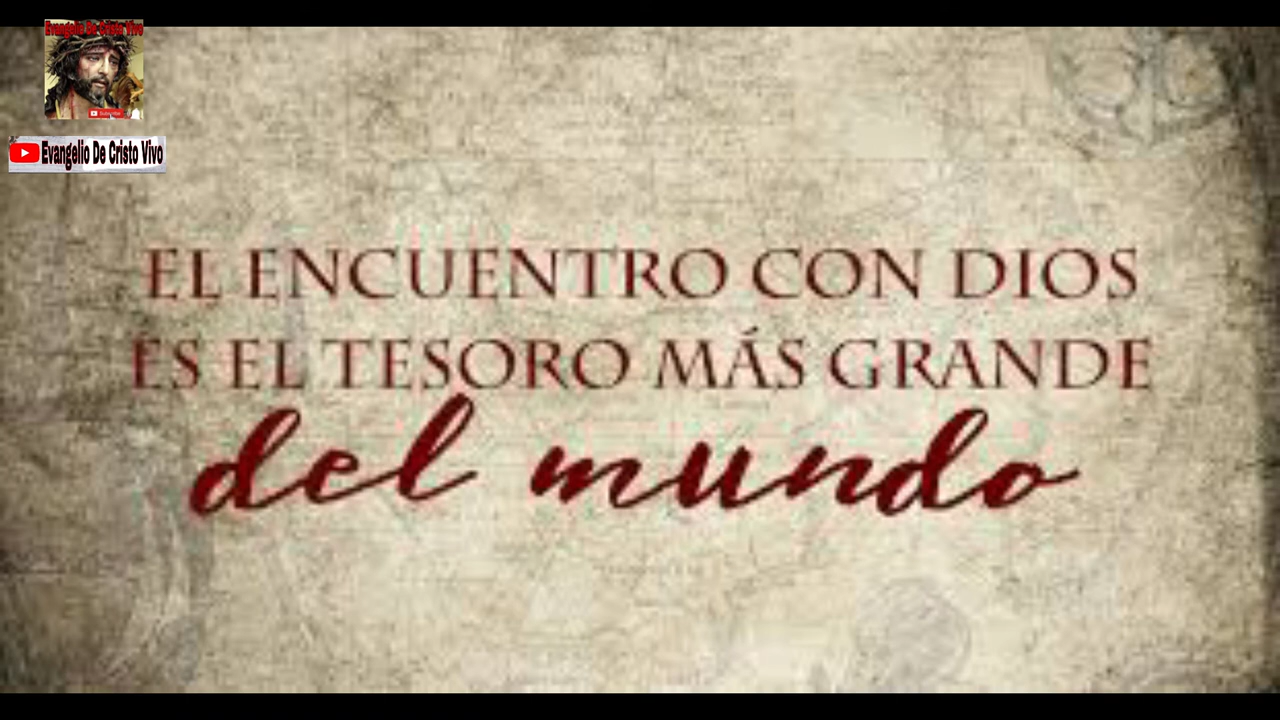 Evangelio De Cristo Vivo
Evangelio De Cristo Vivo
EL ENCUENTRO CON DIOS
ES EL TESORO MÁS GRANDE
del mundo